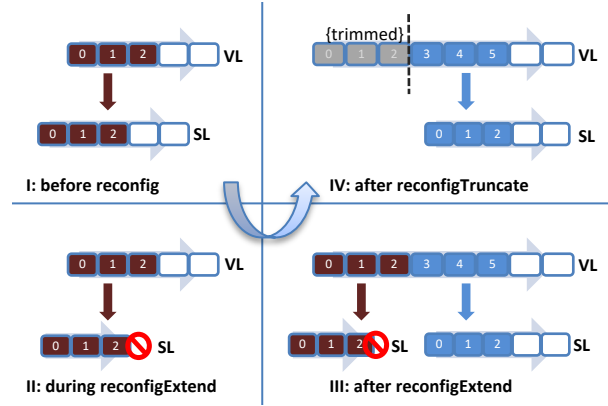 0 1 2 VL
0 1 2 SL
I: before reconfig
{trimmed}
0 1 2 3 4 5 VL
0 1 2 SL
IV: after reconfigTruncate
0 1 2 VL
0 1 2 SL
II: during reconfigExtend
0 1 2 3 4 5 VL
0 1 2 SL 0 1 2
III: after reconfigExtend